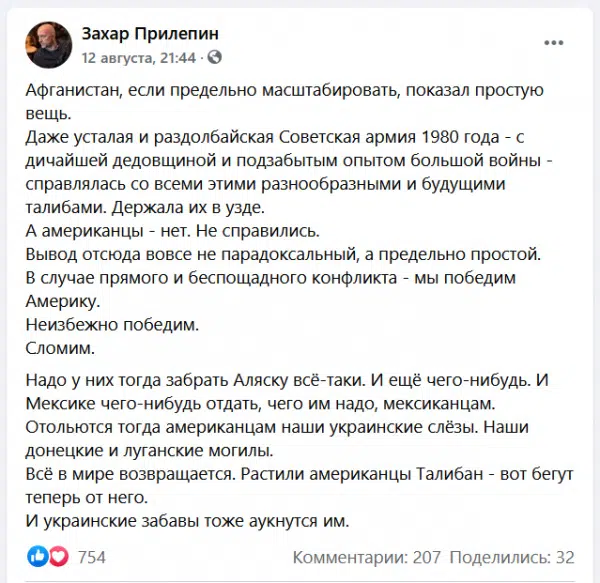 Захар Прилепин
12 августа, 21:44 ·
Афганистан, если предельно масштабировать, показал простую
вещь.
Даже усталая и раздолбайская Советская армия 1980 года - с
дичайшей дедовщиной и подзабытым опытом большой войны -
справлялась со всеми этими разнообразными и будущими
талибами. Держала их в узде.
А американцы - нет. Не справились.
Вывод отсюда вовсе не парадоксальный, а предельно простой.
В случае прямого и беспощадного конфликта - мы победим
Америку.
Неизбежно победим.
Сломим.
Надо у них тогда забрать Аляску всё-таки. И ещё чего-нибудь. И
Мексике чего-нибудь отдать, чего им надо, мексиканцам.
Отольются тогда американцам наши украинские слёзы. Наши
донецкие и луганские могилы.
Всё в мире возвращается. Растили американцы Талибан - вот бегут
теперь от него.
И украинские забавы тоже аукнутся им.
754
Комментарии: 207 Поделились: 32